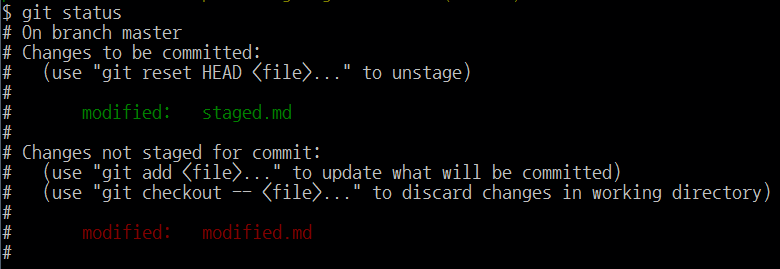 $ git status
# On branch master
# Changes to be committed:
#   (use "git reset HEAD <file>..." to unstage)
#
#       modified:   staged.md
#
# Changes not staged for commit:
#   (use "git add <file>..." to update what will be committed)
#   (use "git checkout -- <file>..." to discard changes in working directory)
#
#       modified:   modified.md
#